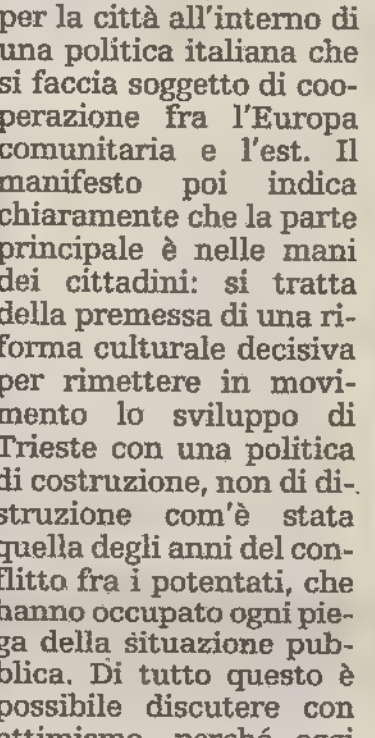 per la città all'interno di
una politica italiana che
si faccia soggetto di coo-
perazione fra l'Europa
comunitaria e l'est. Il
manifesto poi indica
chiaramente che la parte
principale è nelle mani
dei cittadini: si tratta
della premessa di una ri-
forma culturale decisiva
per rimettere in movi-
mento lo sviluppo di
Trieste con una politica
di costruzione, non di di-
struzione com'è stata
quella degli anni del con-
flitto fra i potentati, che
hanno occupato ogni pie-
ga della situazione pub-
blica. Di tutto questo è
possibile discutere con
ottimismo, perché oggi